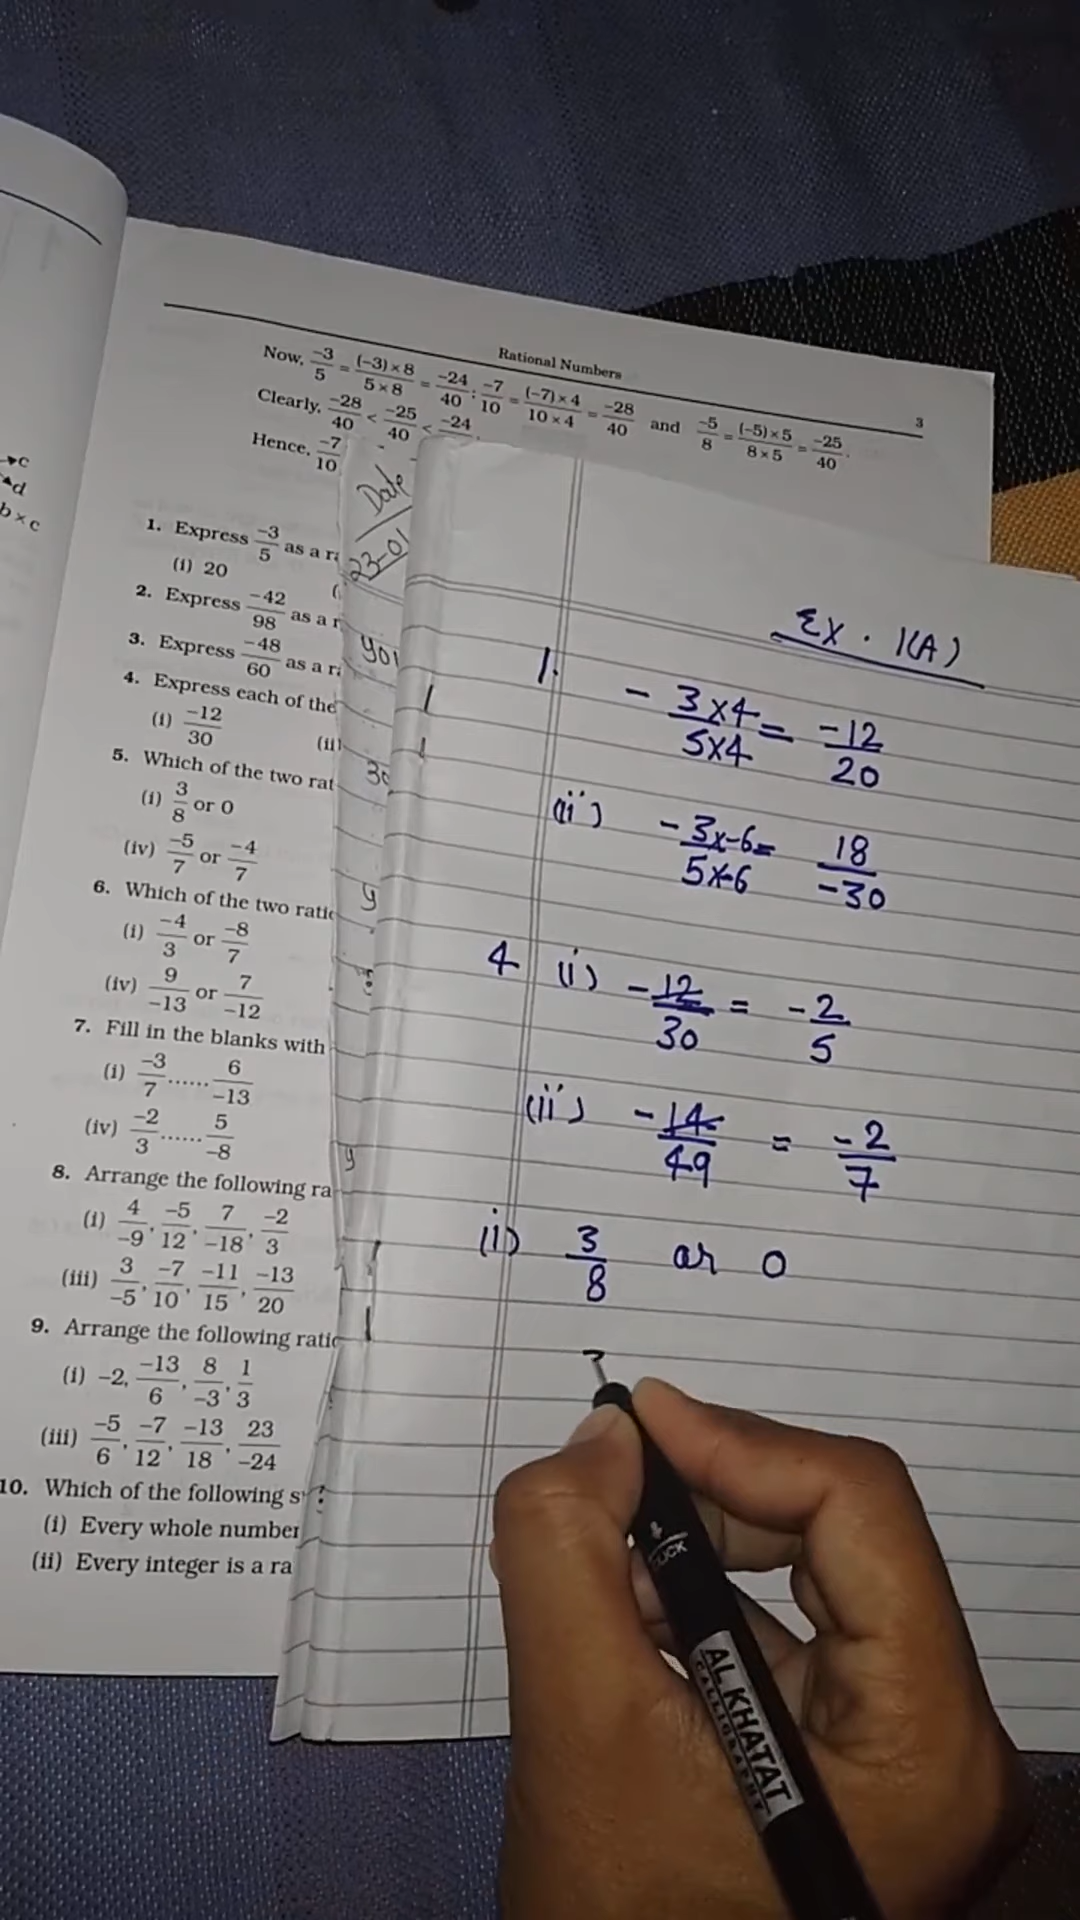 Rational Numbers
3
Now, -3/5 = (-3)×8/5×8 = -24/40; -7/10 = (-7)×4/10×4 = -28/40 and -5/8 = (-5)×5/8×5 = -25/40.
Clearly, -28/40 < -25/40 < -24
Hence, -7/10
c
d
b × c
1. Express -3/5 as a
(i) 20
2. Express -42/98 as a
3. Express -48/60 as a
4. Express each of the
(i) -12/30 (ii)
5. Which of the two rat
(i) 3/8 or 0
(iv) -5/7 or -4/7
6. Which of the two ratio
(i) -4/3 or -8/7
(iv) 9/-13 or 7/-12
7. Fill in the blanks with
(i) -3/7 ...... 6/-13
(iv) -2/3 ...... 5/-8
8. Arrange the following ra
(i) 4/-9, -5/12, 7/-18, -2/3
(iii) 3/-5, -7/10, -11/15, -13/20
9. Arrange the following ratio
(i) -2, -13/6, 8/-3, 1/3
(iii) -5/6, -7/12, -13/18, 23/-24
10. Which of the following s
(i) Every whole number
(ii) Every integer is a ra
Date
23-01
you
30
y
y
?
Ex. 1(A)
1. -3×4/5×4 = -12/20
(ii) -3×-6/5×-6 = 18/-30
4 (i) -12/30 = -2/5
(ii) -14/49 = -2/7
(i) 3/8 or 0
CLICK
AL KHATAT
CALLIGRAPHY